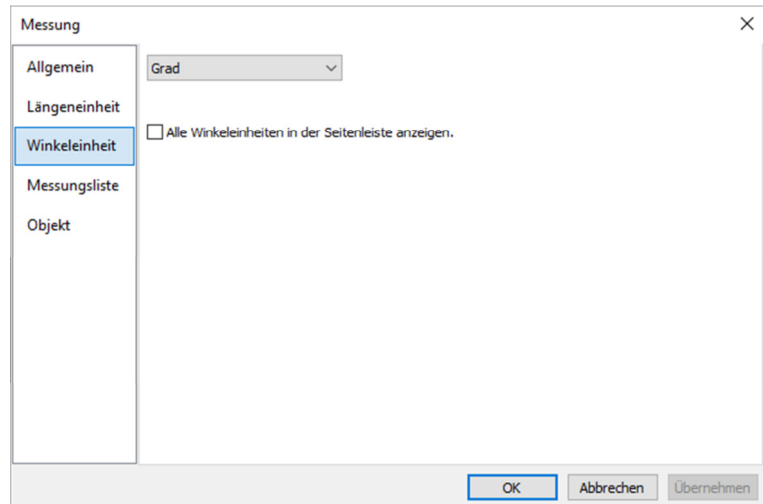 Messung
Allgemein
Längeneinheit
Winkeleinheit
Messungsliste
Objekt
Grad
Alle Winkeleinheiten in der Seitenleiste anzeigen.
OK
Abbrechen
Übernehmen